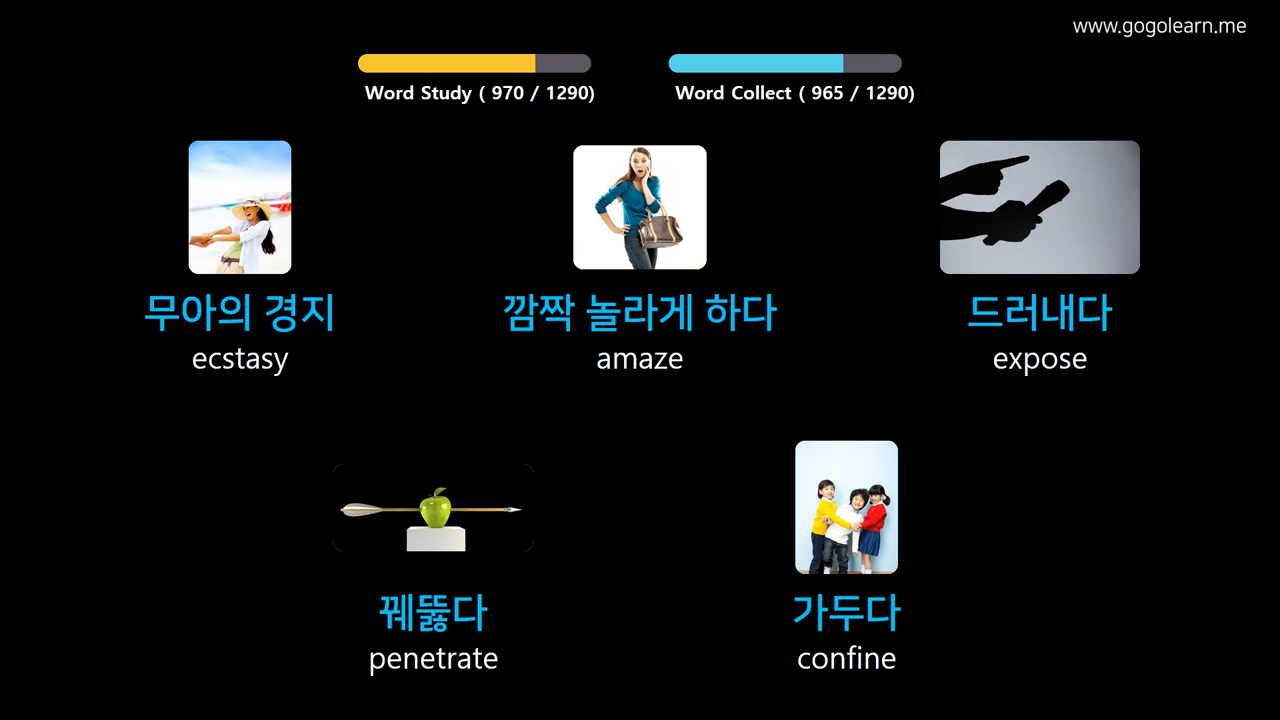 www.gogolearn.me
Word Study ( 970 / 1290)
Word Collect ( 965 / 1290)
무아의 경지
ecstasy
깜짝 놀라게 하다
amaze
드러내다
expose
꿰뚫다
penetrate
가두다
confine